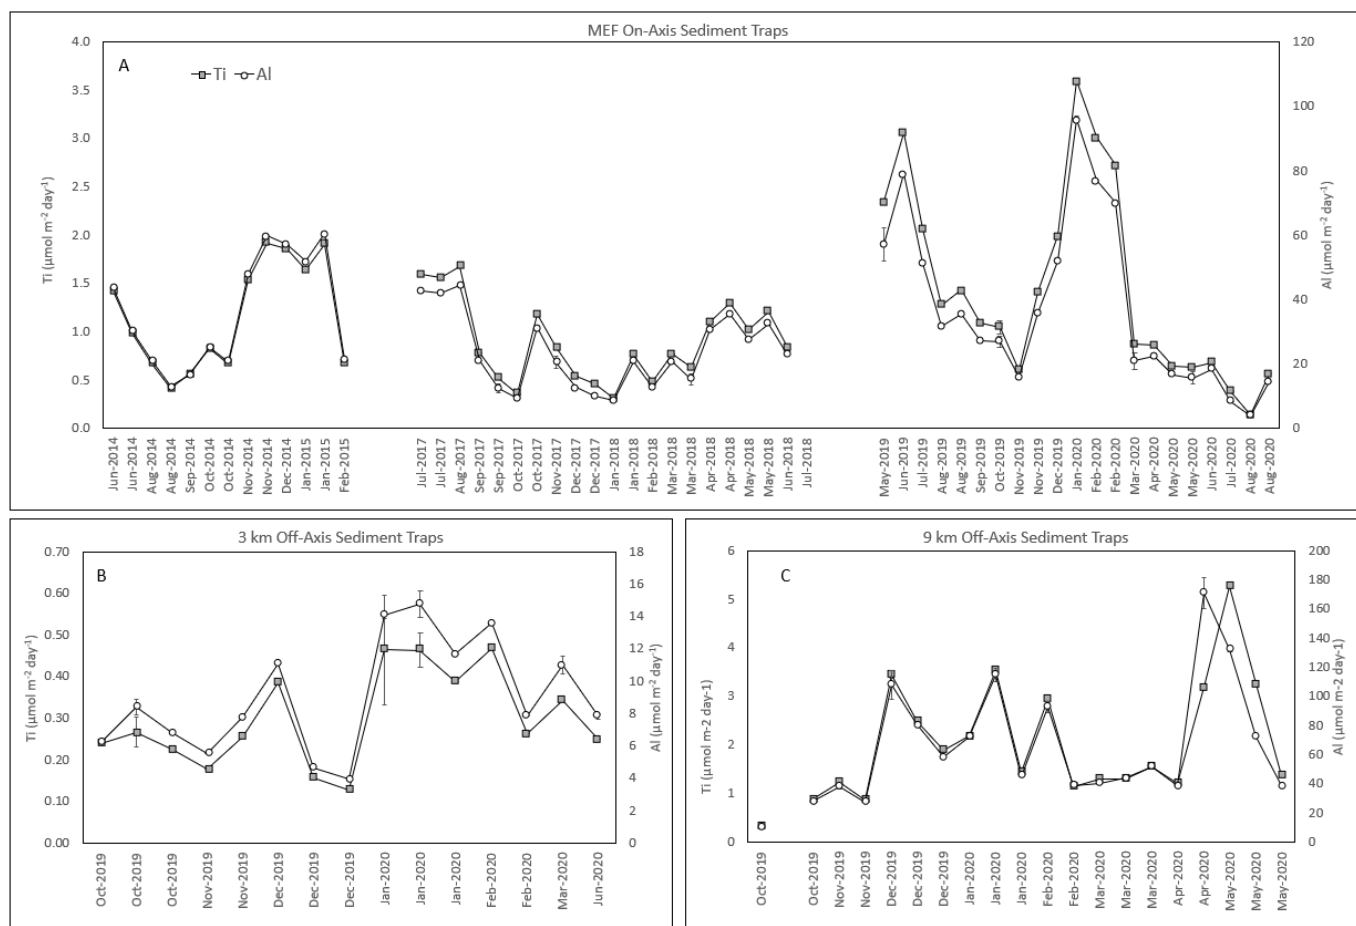 MEF On-Axis Sediment Traps
A
Ti Al
4.0
3.5
3.0
2.5
2.0
1.5
1.0
0.5
0.0
Ti (µmol m⁻² day⁻¹)
120
100
80
60
40
20
0
Al (µmol m⁻² day⁻¹)
Jun-2014
Jun-2014
Aug-2014
Aug-2014
Sep-2014
Oct-2014
Oct-2014
Nov-2014
Nov-2014
Dec-2014
Jan-2015
Jan-2015
Feb-2015
Jul-2017
Jul-2017
Aug-2017
Sep-2017
Sep-2017
Oct-2017
Oct-2017
Nov-2017
Dec-2017
Dec-2017
Jan-2018
Jan-2018
Feb-2018
Mar-2018
Mar-2018
Apr-2018
Apr-2018
May-2018
May-2018
Jun-2018
Jul-2018
May-2019
Jun-2019
Jul-2019
Aug-2019
Aug-2019
Sep-2019
Oct-2019
Nov-2019
Nov-2019
Dec-2019
Jan-2020
Feb-2020
Feb-2020
Mar-2020
Apr-2020
May-2020
May-2020
Jun-2020
Jul-2020
Aug-2020
Aug-2020
3 km Off-Axis Sediment Traps
B
0.70
0.60
0.50
0.40
0.30
0.20
0.10
0.00
Ti (µmol m⁻² day⁻¹)
18
16
14
12
10
8
6
4
2
0
Al (µmol m⁻² day⁻¹)
Oct-2019
Oct-2019
Oct-2019
Nov-2019
Nov-2019
Dec-2019
Dec-2019
Dec-2019
Jan-2020
Jan-2020
Jan-2020
Feb-2020
Feb-2020
Mar-2020
Jun-2020
9 km Off-Axis Sediment Traps
C
6
5
4
3
2
1
0
Ti (µmol m-2 day-1)
200
180
160
140
120
100
80
60
40
20
0
Al (µmol m-2 day-1)
Oct-2019
Oct-2019
Nov-2019
Nov-2019
Dec-2019
Dec-2019
Dec-2019
Jan-2020
Jan-2020
Jan-2020
Feb-2020
Feb-2020
Mar-2020
Mar-2020
Mar-2020
Apr-2020
Apr-2020
May-2020
May-2020
May-2020